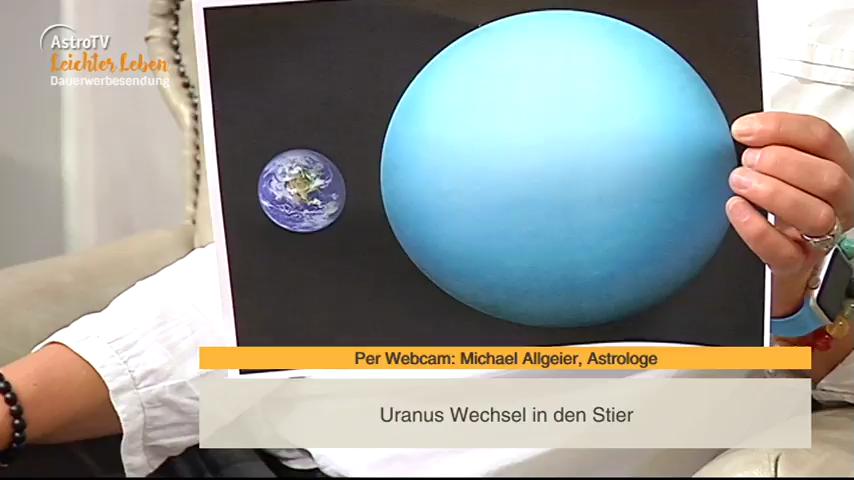 AstroTV
Leichter Leben
Dauerwerbesendung
Per Webcam: Michael Allgeier, Astrologe
Uranus Wechsel in den Stier